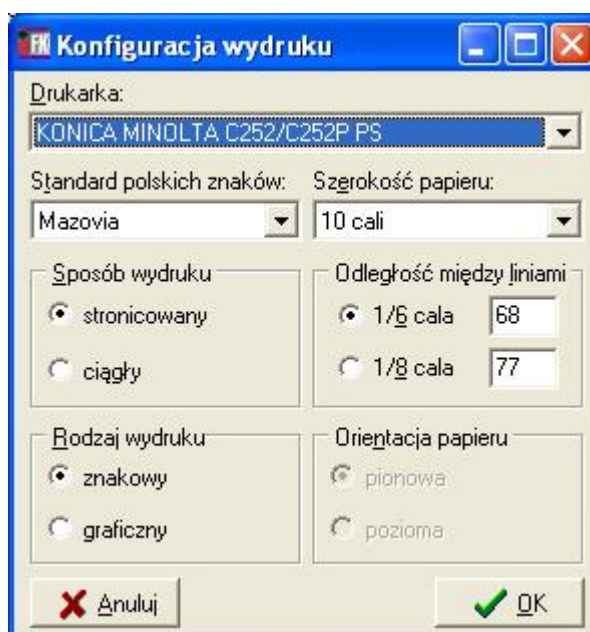 FK Konfiguracja wydruku
Drukarka:
KONICA MINOLTA C252/C252P PS
Standard polskich znaków: Szerokość papieru:
Mazovia 10 cali
Sposób wydruku Odległość między liniami
stronicowany 1/6 cala 68
ciągły 1/8 cala 77
Rodzaj wydruku Orientacja papieru
znakowy pionowa
graficzny pozioma
Anuluj OK